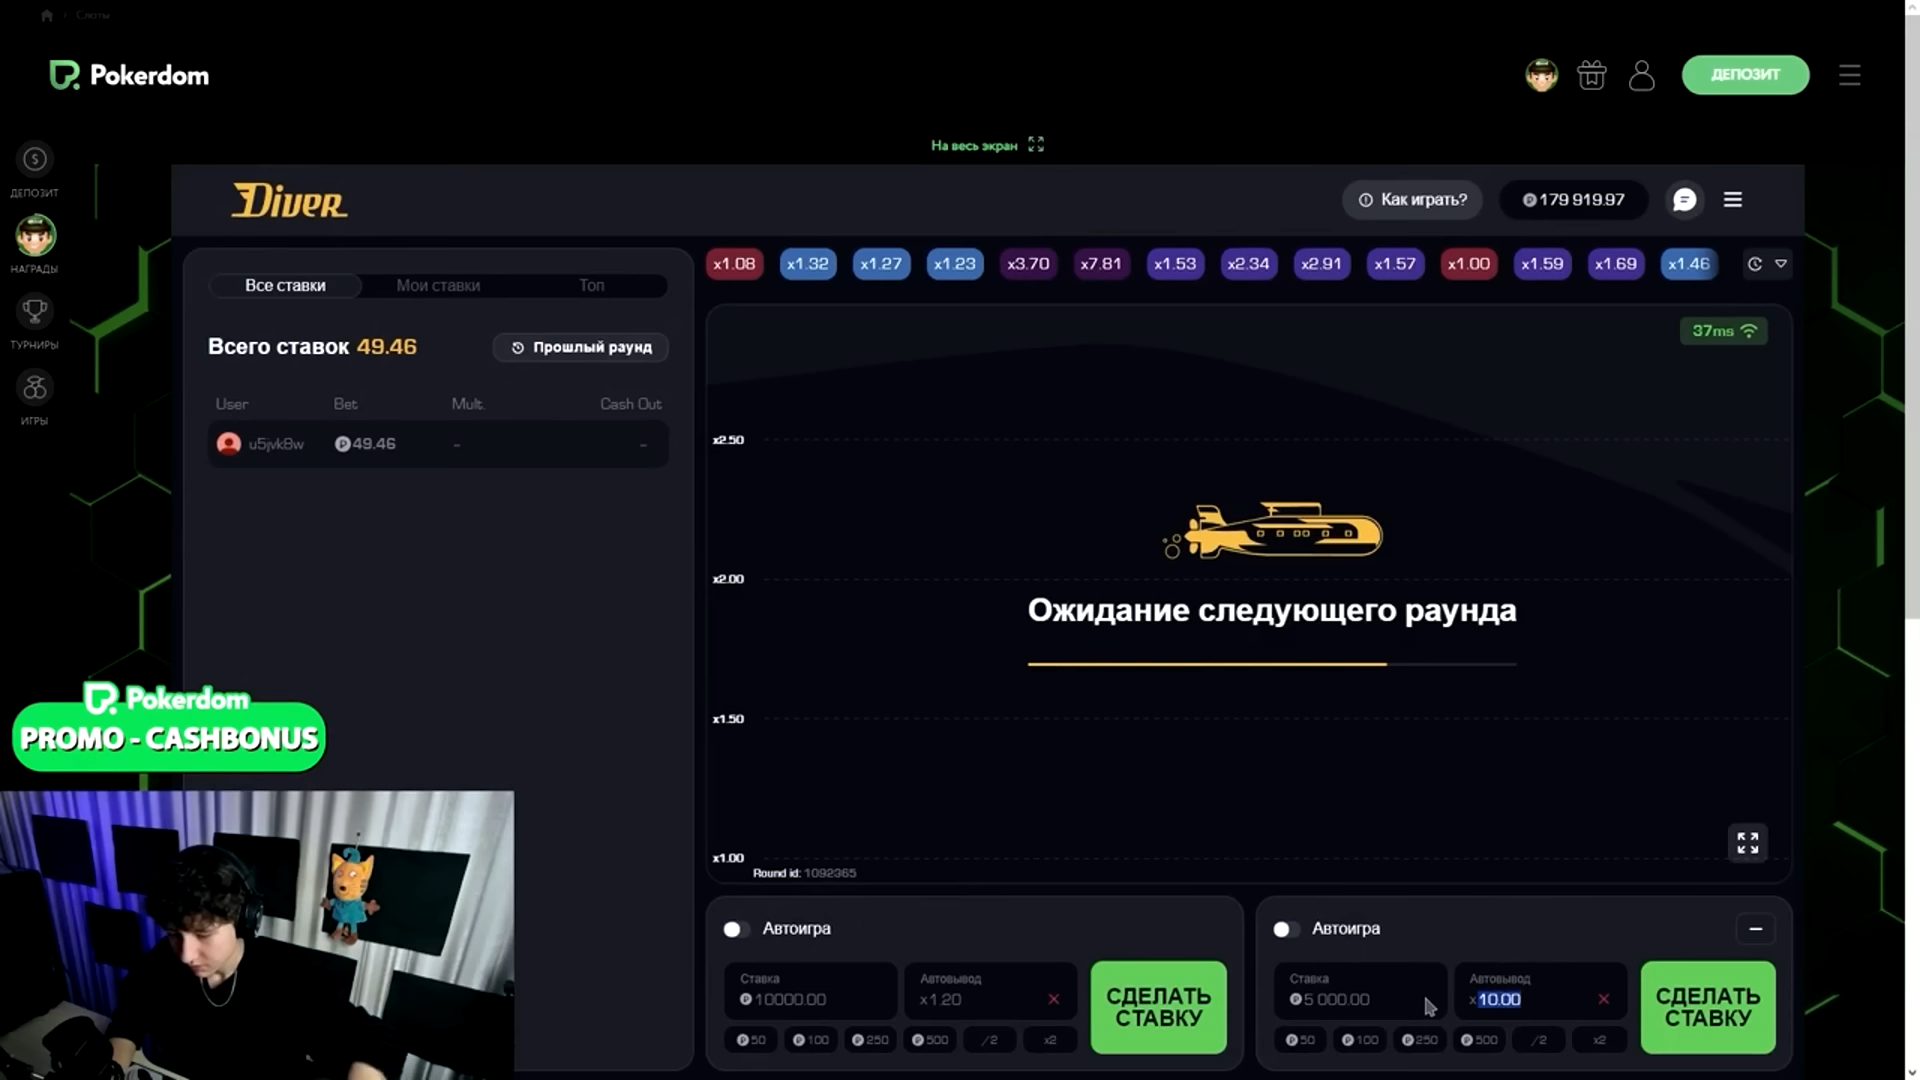 Слоты
Pokerdom
ДЕПОЗИТ
На весь экран
ДЕПОЗИТ
НАГРАДЫ
ТУРНИРЫ
ИГРЫ
Diver
Как играть?
179 919.97
x1.08 x1.32 x1.27 x1.23 x3.70 x7.81 x1.53 x2.34 x2.91 x1.57 x1.00 x1.59 x1.69 x1.46
Все ставки Мои ставки Топ
Всего ставок 49.46
Прошлый раунд
User Bet Mult. Cash Out
u5jvk8w 49.46 - -
37ms
x2.50
x2.00
Ожидание следующего раунда
x1.50
x1.00
Round id: 1092365
Pokerdom
PROMO - CASHBONUS
Автоигра
Ставка
10000.00
Автовывод
x1.20
СДЕЛАТЬ
СТАВКУ
50 100 250 500 /2 x2
Автоигра
Ставка
5 000.00
Автовывод
x10.00
СДЕЛАТЬ
СТАВКУ
50 100 250 500 /2 x2